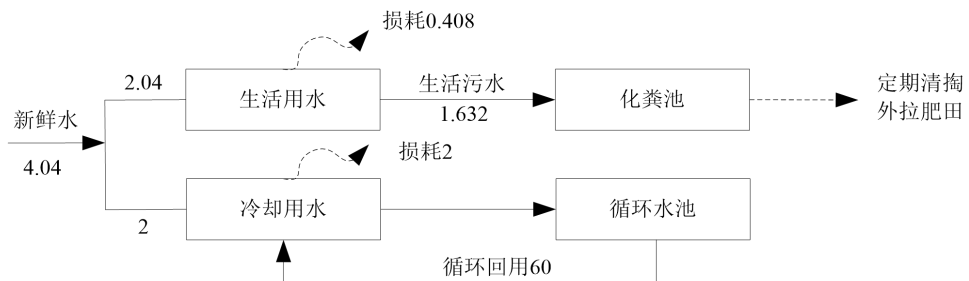 损耗0.408
2.04
生活用水
生活污水
1.632
化粪池
定期清掏
外拉肥田
新鲜水
4.04
损耗2
2
冷却用水
循环水池
循环回用60